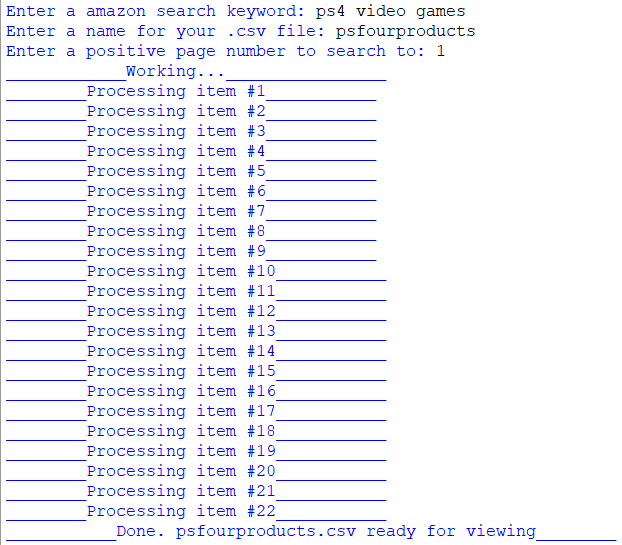 Enter a amazon search keyword: ps4 video games
Enter a name for your .csv file: psfourproducts
Enter a positive page number to search to: 1
____________Working...________________
________Processing item #1___________
________Processing item #2___________
________Processing item #3___________
________Processing item #4___________
________Processing item #5___________
________Processing item #6___________
________Processing item #7___________
________Processing item #8___________
________Processing item #9___________
________Processing item #10___________
________Processing item #11___________
________Processing item #12___________
________Processing item #13___________
________Processing item #14___________
________Processing item #15___________
________Processing item #16___________
________Processing item #17___________
________Processing item #18___________
________Processing item #19___________
________Processing item #20___________
________Processing item #21___________
________Processing item #22___________
___________Done. psfourproducts.csv ready for viewing________